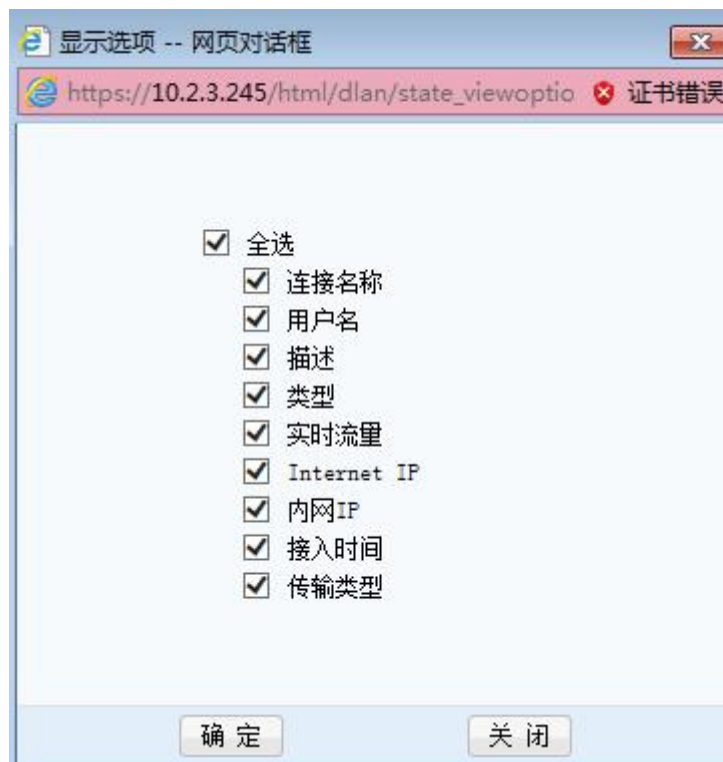 显示选项 -- 网页对话框
https://10.2.3.245/html/dlan/state_viewoptio 证书错误
全选
连接名称
用户名
描述
类型
实时流量
Internet IP
内网IP
接入时间
传输类型
确 定 关 闭